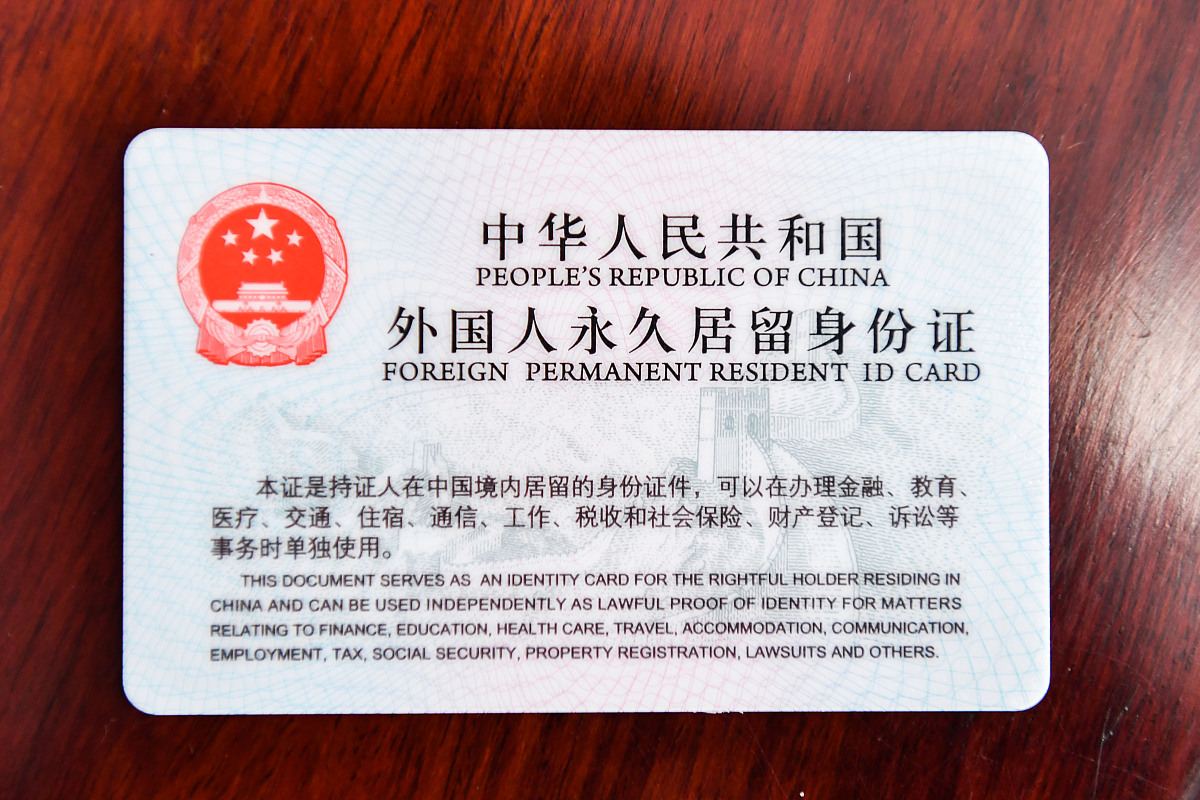 中华人民共和国
PEOPLE'S REPUBLIC OF CHINA
外国人永久居留身份证
FOREIGN PERMANENT RESIDENT ID CARD
本证是持证人在中国境内居留的身份证件，可以在办理金融、教育、
医疗、交通、住宿、通信、工作、税收和社会保险、财产登记、诉讼等
事务时单独使用。
THIS DOCUMENT SERVES AS AN IDENTITY CARD FOR THE RIGHTFUL HOLDER RESIDING IN
CHINA AND CAN BE USED INDEPENDENTLY AS LAWFUL PROOF OF IDENTITY FOR MATTERS
RELATING TO FINANCE, EDUCATION, HEALTH CARE, TRAVEL, ACCOMMODATION, COMMUNICATION,
EMPLOYMENT, TAX, SOCIAL SECURITY, PROPERTY REGISTRATION, LAWSUITS AND OTHERS.